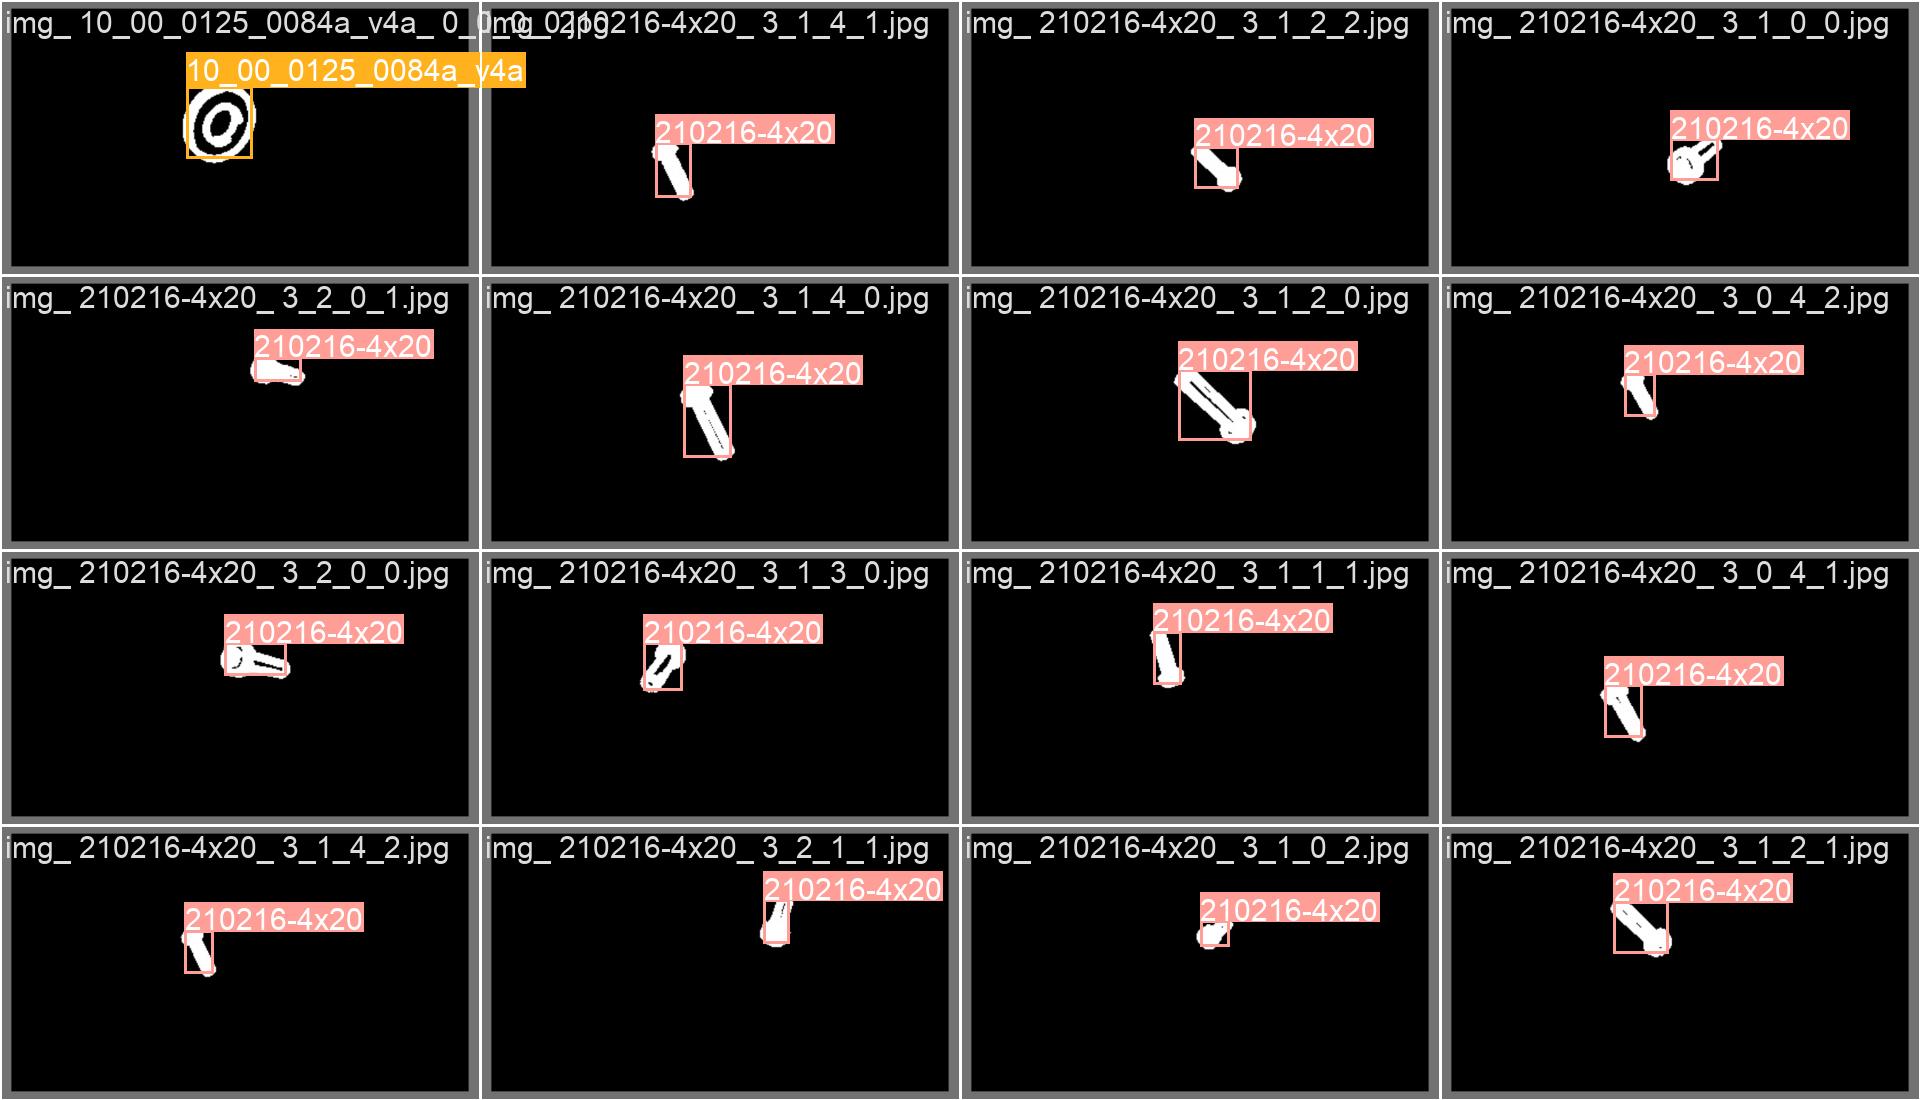 img_ 10_00_0125_0084a_v4a_ 0_0_0_0.jpg
10_00_0125_0084a_v4a
img_ 210216-4x20_ 3_1_4_1.jpg
210216-4x20
img_ 210216-4x20_ 3_1_2_2.jpg
210216-4x20
img_ 210216-4x20_ 3_1_0_0.jpg
210216-4x20
img_ 210216-4x20_ 3_2_0_1.jpg
210216-4x20
img_ 210216-4x20_ 3_1_4_0.jpg
210216-4x20
img_ 210216-4x20_ 3_1_2_0.jpg
210216-4x20
img_ 210216-4x20_ 3_0_4_2.jpg
210216-4x20
img_ 210216-4x20_ 3_2_0_0.jpg
210216-4x20
img_ 210216-4x20_ 3_1_3_0.jpg
210216-4x20
img_ 210216-4x20_ 3_1_1_1.jpg
210216-4x20
img_ 210216-4x20_ 3_0_4_1.jpg
210216-4x20
img_ 210216-4x20_ 3_1_4_2.jpg
210216-4x20
img_ 210216-4x20_ 3_2_1_1.jpg
210216-4x20
img_ 210216-4x20_ 3_1_0_2.jpg
210216-4x20
img_ 210216-4x20_ 3_1_2_1.jpg
210216-4x20